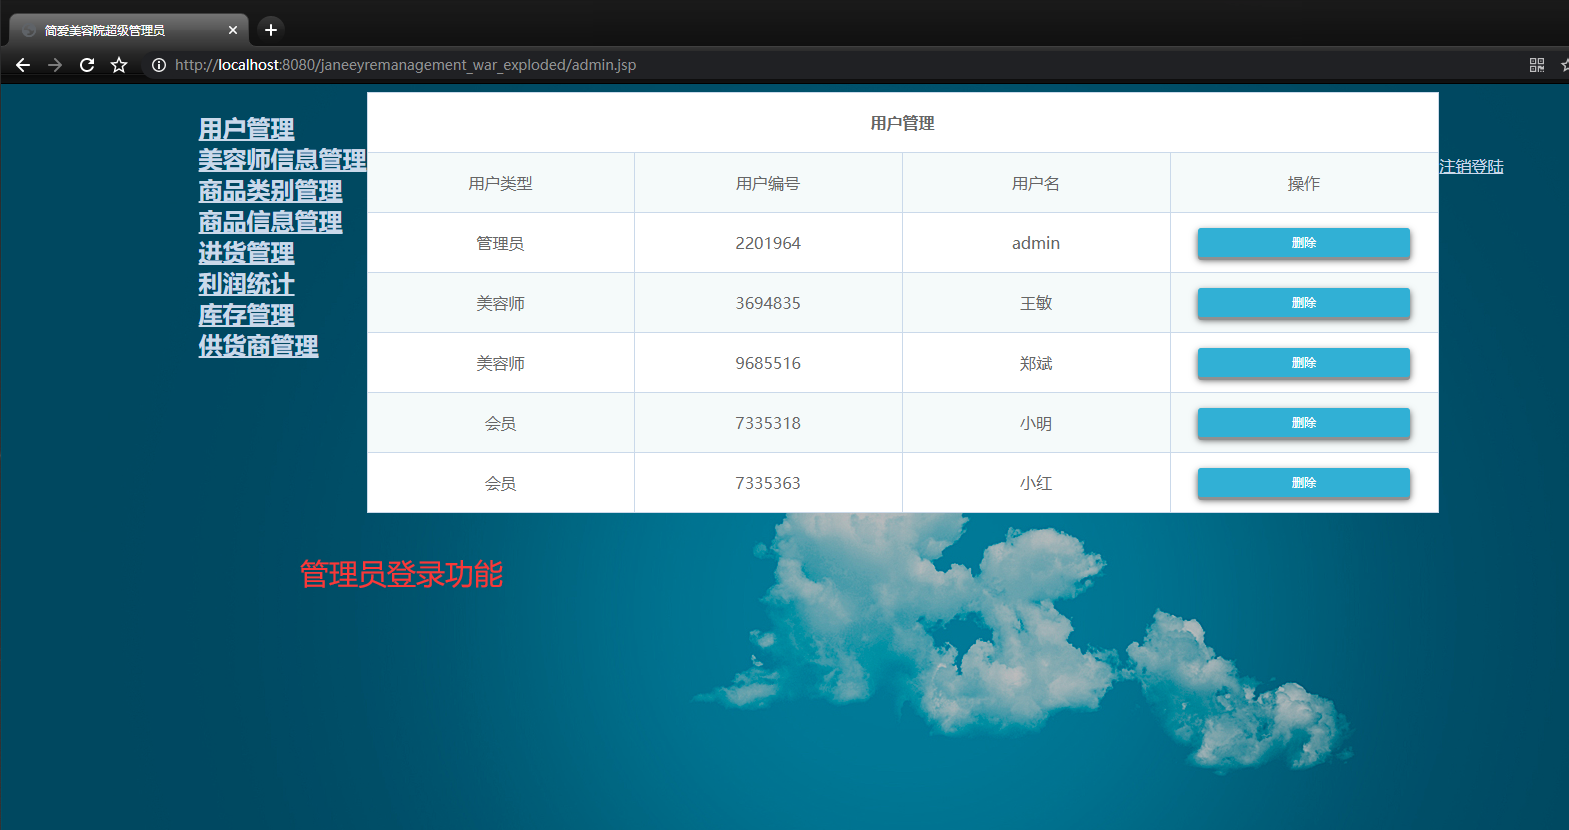 简爱美容院超级管理员
http://localhost:8080/janeeyremanagement_war_exploded/admin.jsp
用户管理
美容师信息管理
商品类别管理
商品信息管理
进货管理
利润统计
库存管理
供货商管理
用户管理
用户类型 用户编号 用户名 操作
管理员 2201964 admin 删除
美容师 3694835 王敏 删除
美容师 9685516 郑斌 删除
会员 7335318 小明 删除
会员 7335363 小红 删除
注销登陆
管理员登录功能